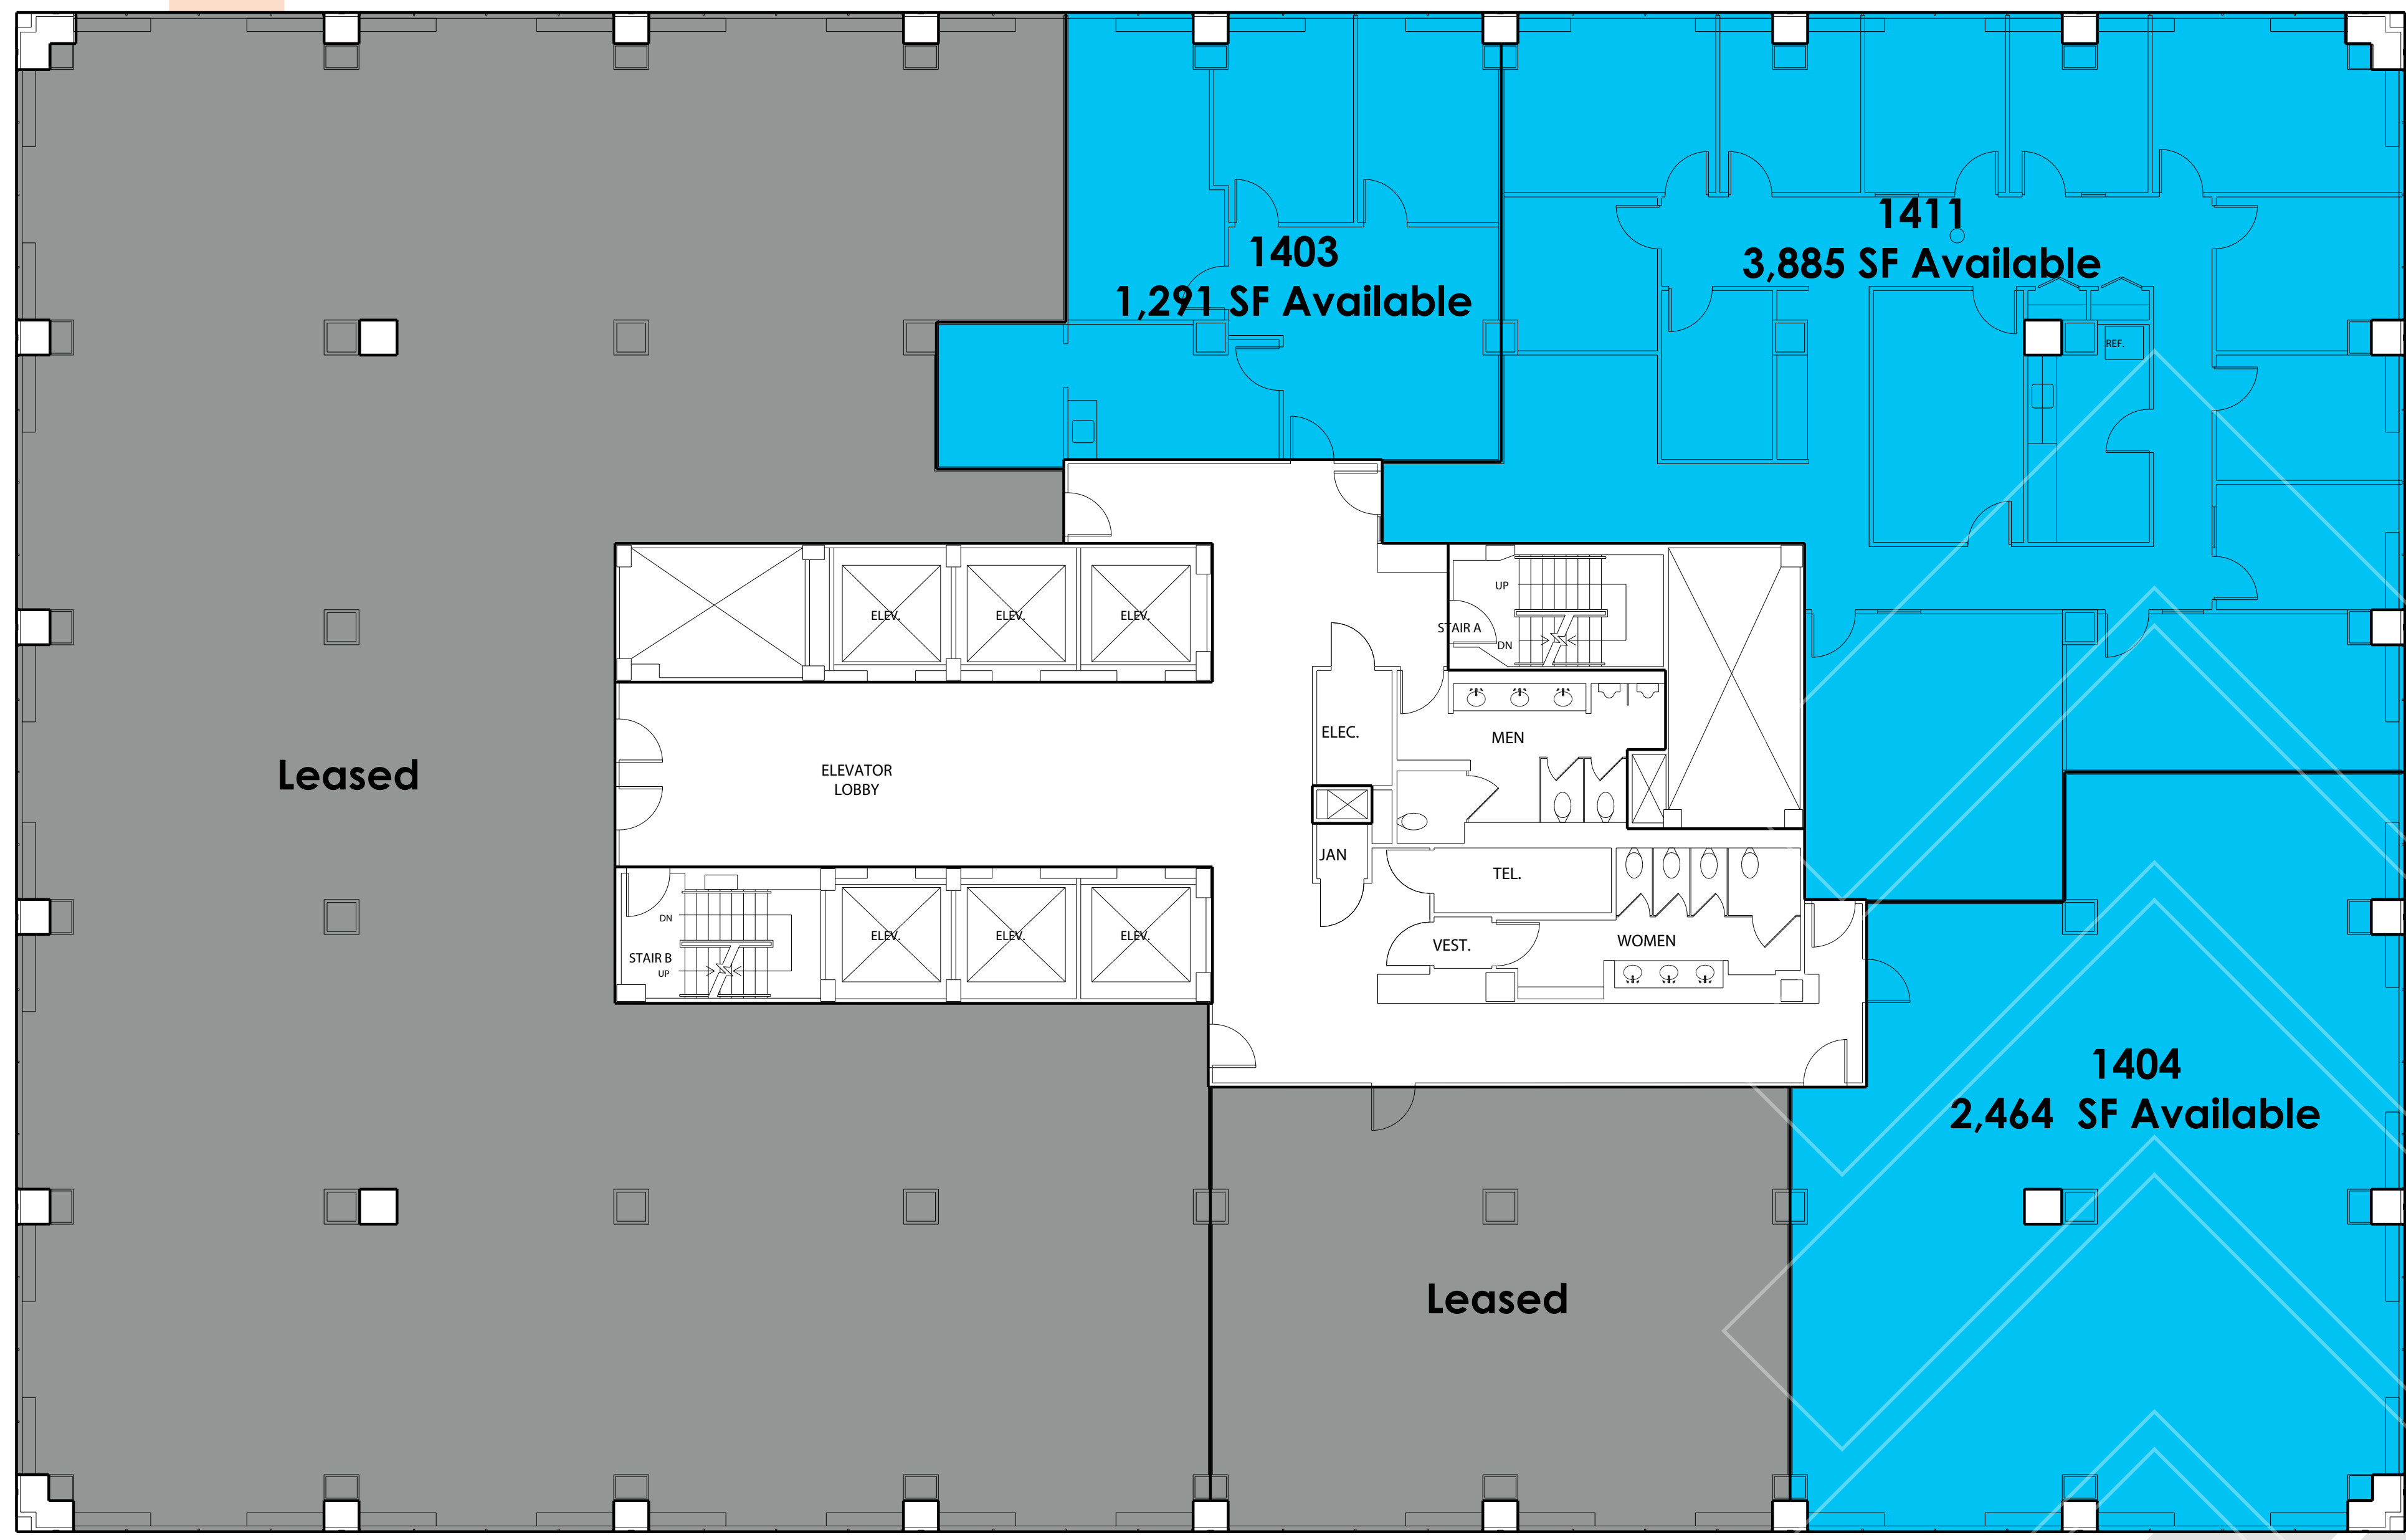 1403
1,291 SF Available
1411
3,885 SF Available
REF.
ELEV.
ELEV.
ELEV.
UP
STAIR A
DN
ELEC.
MEN
Leased
ELEVATOR
LOBBY
JAN
TEL.
DN
STAIR B
UP
ELEV.
ELEV.
ELEV.
VEST.
WOMEN
1404
2,464 SF Available
Leased